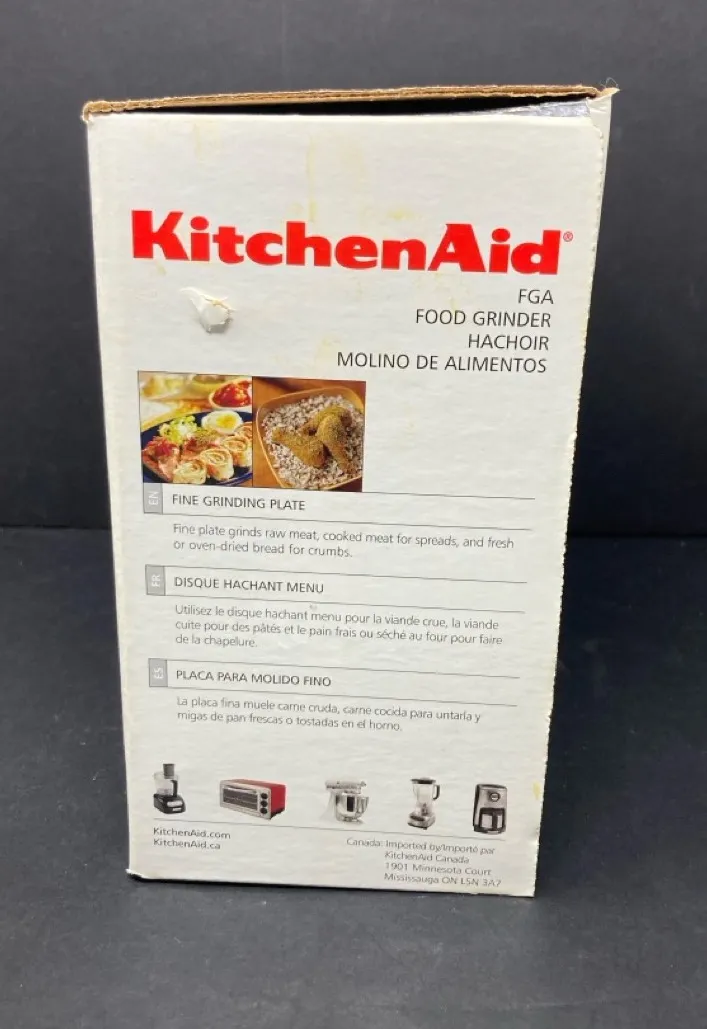 KitchenAid®
FGA
FOOD GRINDER
HACHOIR
MOLINO DE ALIMENTOS
EN
FINE GRINDING PLATE
Fine plate grinds raw meat, cooked meat for spreads, and fresh
or oven-dried bread for crumbs.
FR
DISQUE HACHANT MENU
Utilisez le disque hachant menu pour la viande crue, la viande
cuite pour des pâtés et le pain frais ou séché au four pour faire
de la chapelure.
ES
PLACA PARA MOLIDO FINO
La placa fina muele carne cruda, carne cocida para untarla y
migas de pan frescas o tostadas en el horno.
KitchenAid.com
KitchenAid.ca
Canada: Imported by/Importé par
KitchenAid Canada
1901 Minnesota Court
Mississauga ON L5N 3A7